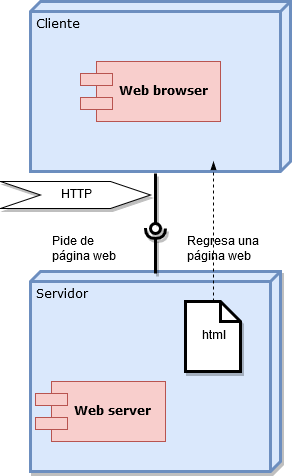 Cliente
Web browser
HTTP
Pide de
página web
Regresa una
página web
Servidor
html
Web server